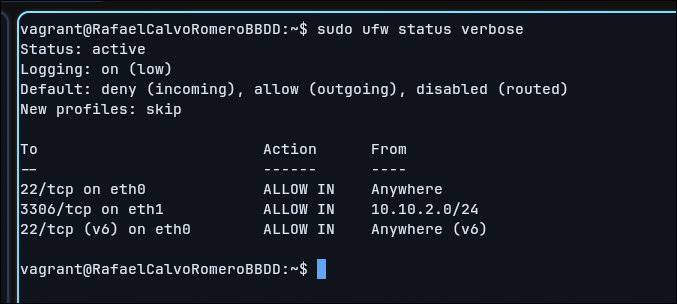 vagrant@RafaelCalvoRomeroBBDD:~$ sudo ufw status verbose
Status: active
Logging: on (low)
Default: deny (incoming), allow (outgoing), disabled (routed)
New profiles: skip
To                         Action      From
--                         ------      ----
22/tcp on eth0             ALLOW IN    Anywhere
3306/tcp on eth1           ALLOW IN    10.10.2.0/24
22/tcp (v6) on eth0        ALLOW IN    Anywhere (v6)
vagrant@RafaelCalvoRomeroBBDD:~$